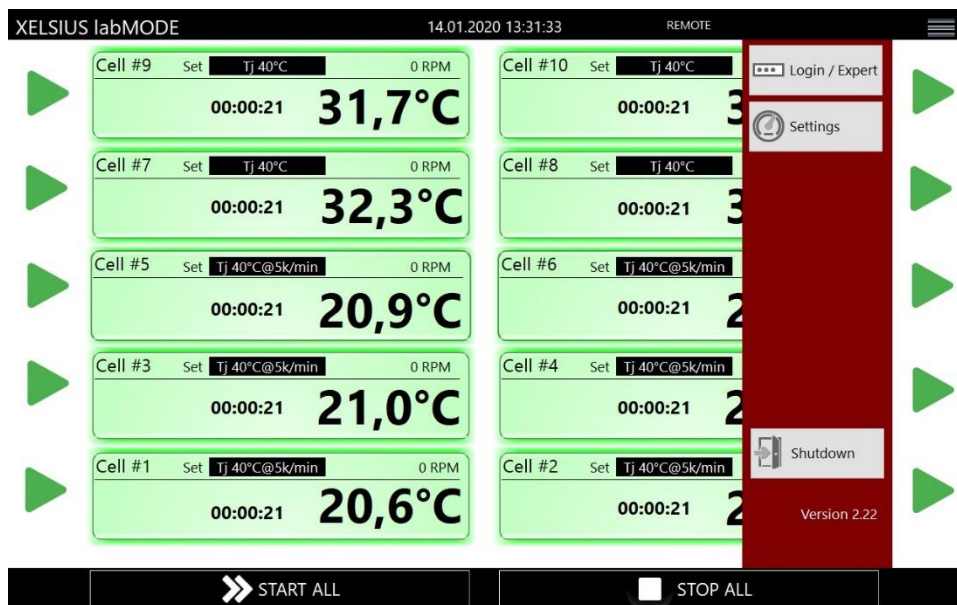 XELSIUS labMODE 14.01.2020 13:31:33 REMOTE
Cell #9 Set Tj 40°C 0 RPM
00:00:21 31,7°C
Cell #10 Set Tj 40°C
00:00:21 3
Cell #7 Set Tj 40°C 0 RPM
00:00:21 32,3°C
Cell #8 Set Tj 40°C
00:00:21 3
Cell #5 Set Tj 40°C@5k/min 0 RPM
00:00:21 20,9°C
Cell #6 Set Tj 40°C@5k/min
00:00:21 2
Cell #3 Set Tj 40°C@5k/min 0 RPM
00:00:21 21,0°C
Cell #4 Set Tj 40°C@5k/min
00:00:21 2
Cell #1 Set Tj 40°C@5k/min 0 RPM
00:00:21 20,6°C
Cell #2 Set Tj 40°C@5k/min
00:00:21 2
Login / Expert
Settings
Shutdown
Version 2.22
START ALL
STOP ALL